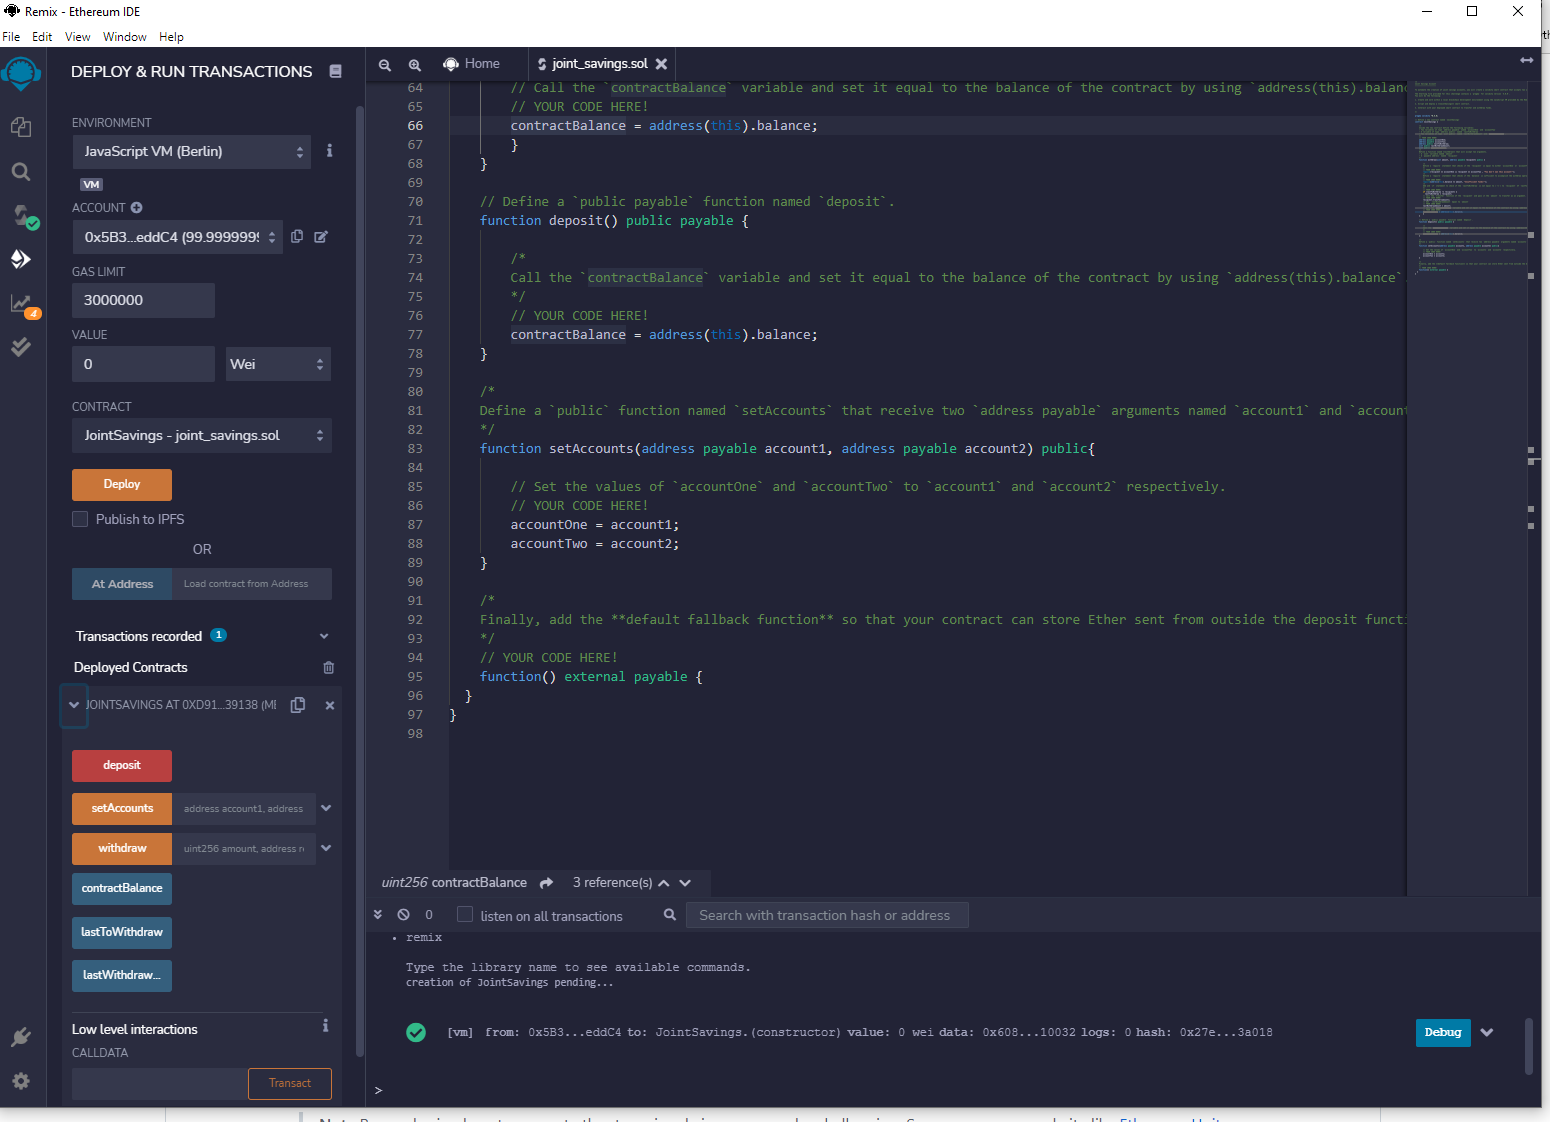 Remix - Ethereum IDE
File Edit View Window Help
DEPLOY & RUN TRANSACTIONS
ENVIRONMENT
JavaScript VM (Berlin)
VM
ACCOUNT
0x5B3...eddC4 (99.9999999
GAS LIMIT
3000000
VALUE
0
Wei
CONTRACT
JointSavings - joint_savings.sol
Deploy
Publish to IPFS
OR
At Address
Load contract from Address
Transactions recorded 1
Deployed Contracts
JOINTSAVINGS AT 0XD91...39138 (ME
deposit
setAccounts
address account1, address
withdraw
uint256 amount, address re
contractBalance
lastToWithdraw
lastWithdraw...
Low level interactions
CALLDATA
Transact
4
Home
joint_savings.sol
64 // Call the `contractBalance` variable and set it equal to the balance of the contract by using `address(this).balanc
65 // YOUR CODE HERE!
66 contractBalance = address(this).balance;
67 }
68 }
69
70 // Define a `public payable` function named `deposit`.
71 function deposit() public payable {
72
73 /*
74 Call the `contractBalance` variable and set it equal to the balance of the contract by using `address(this).balance`.
75 */
76 // YOUR CODE HERE!
77 contractBalance = address(this).balance;
78 }
79
80 /*
81 Define a `public` function named `setAccounts` that receive two `address payable` arguments named `account1` and `account
82 */
83 function setAccounts(address payable account1, address payable account2) public{
84
85 // Set the values of `accountOne` and `accountTwo` to `account1` and `account2` respectively.
86 // YOUR CODE HERE!
87 accountOne = account1;
88 accountTwo = account2;
89 }
90
91 /*
92 Finally, add the **default fallback function** so that your contract can store Ether sent from outside the deposit functi
93 */
94 // YOUR CODE HERE!
95 function() external payable {
96 }
97 }
98
uint256 contractBalance
3 reference(s)
0
listen on all transactions
Search with transaction hash or address
• remix
Type the library name to see available commands.
creation of JointSavings pending...
[vm] from: 0x5B3...eddC4 to: JointSavings.(constructor) value: 0 wei data: 0x608...10032 logs: 0 hash: 0x27e...3a018
Debug
>